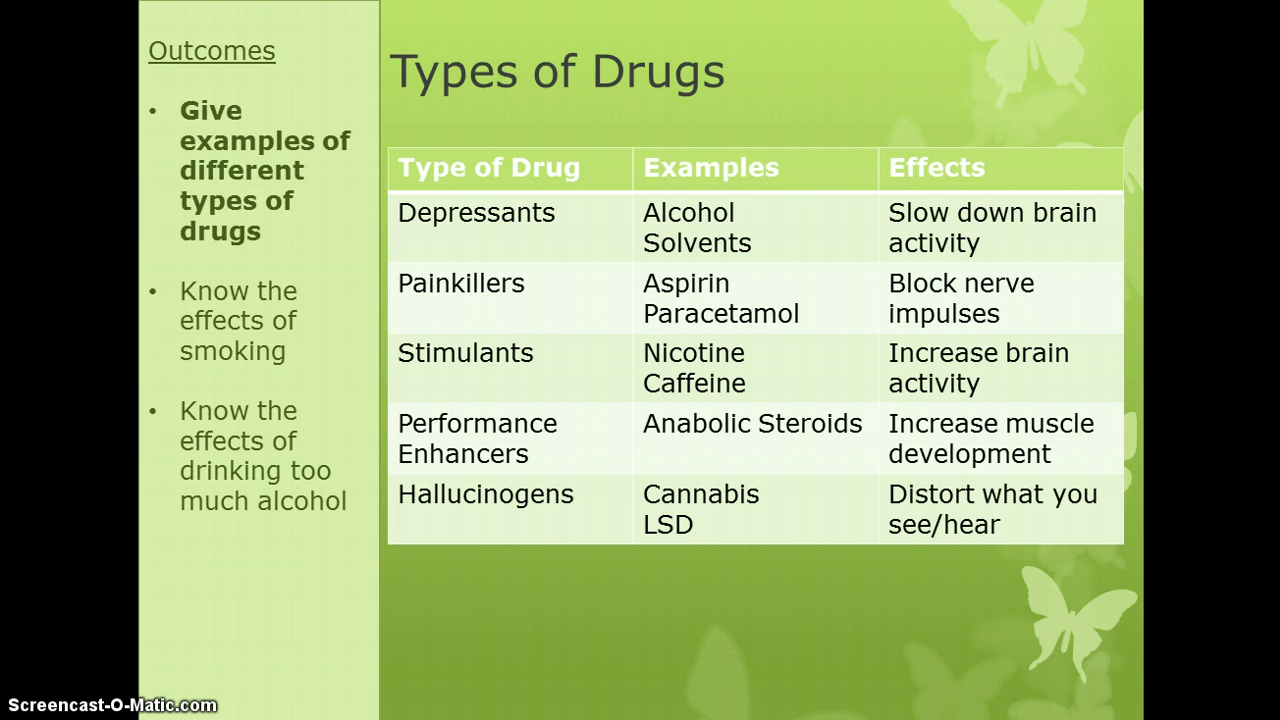 Outcomes
• Give
examples of
different
types of
drugs
• Know the
effects of
smoking
• Know the
effects of
drinking too
much alcohol
Types of Drugs
Type of Drug Examples Effects
Depressants Alcohol Slow down brain
Solvents activity
Painkillers Aspirin Block nerve
Paracetamol impulses
Stimulants Nicotine Increase brain
Caffeine activity
Performance Anabolic Steroids Increase muscle
Enhancers development
Hallucinogens Cannabis Distort what you
LSD see/hear
Screencast-O-Matic.com